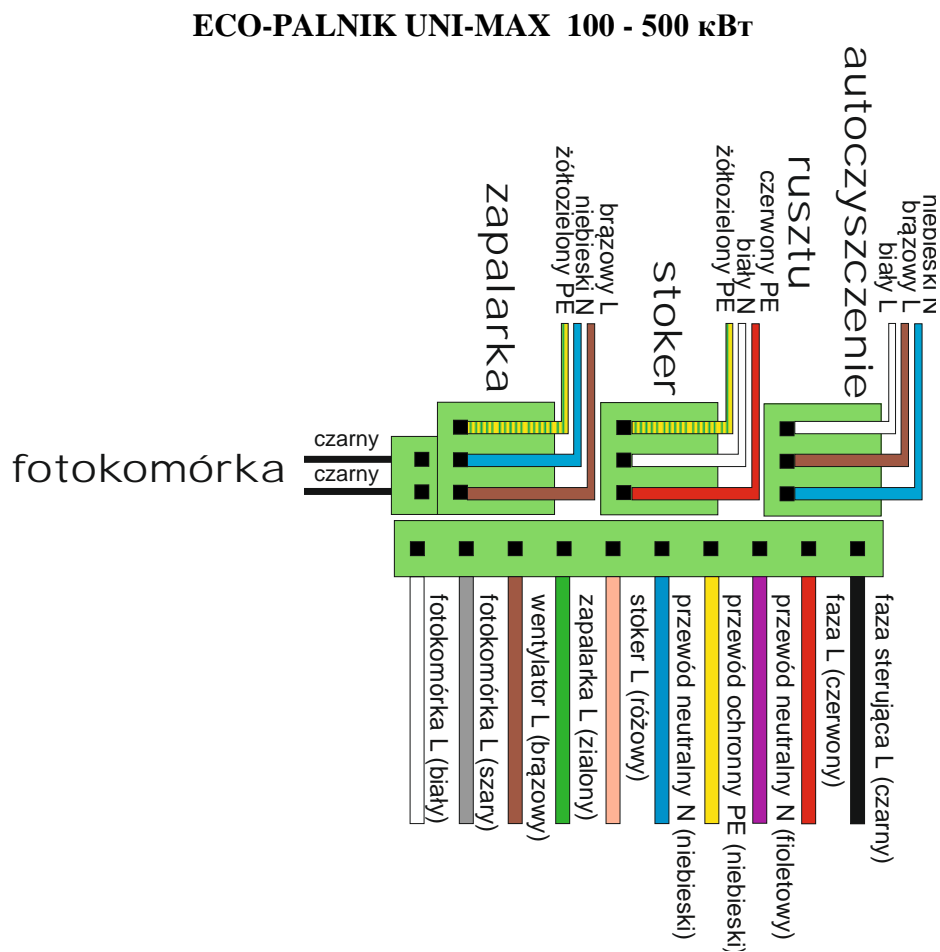 ECO-PALNIK UNI-MAX 100 - 500 кВт
zapalarka
żółtozielony PE
niebieski N
brązowy L
stoker
żółtozielony PE
biały N
czerwony PE
autoczyszczenie
rusztu
biały L
brązowy L
niebieski N
fotokomórka
czarny
czarny
fotokomórka L (biały)
fotokomórka L (szary)
wentylator L (brązowy)
zapalarka L (zialony)
stoker L (różowy)
przewód neutralny N (niebieski)
przewód ochronny PE (niebieski)
przewód neutralny N (fioletowy)
faza L (czerwony)
faza sterująca L (czarny)